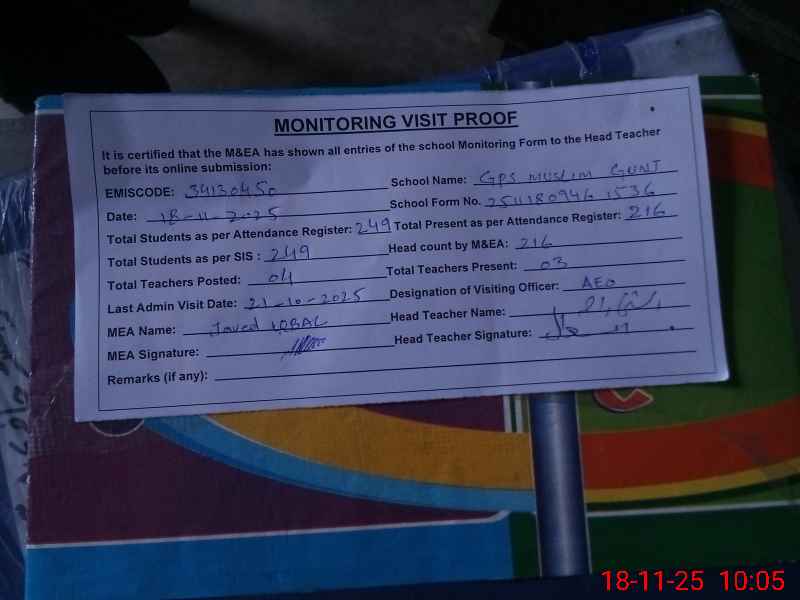 MONITORING VISIT PROOF
It is certified that the M&EA has shown all entries of the school Monitoring Form to the Head Teacher
before its online submission:
EMISCODE: 34130450 School Name: GPS MUSLIM GUNJ
Date: 18-11-2025 School Form No. 2511180946 1536
Total Students as per Attendance Register: 249 Total Present as per Attendance Register: 216
Total Students as per SIS : 249 Head count by M&EA: 216
Total Teachers Posted: 04 Total Teachers Present: 03
Last Admin Visit Date: 21-10-2025 Designation of Visiting Officer: AEO
MEA Name: Javed IQBAL Head Teacher Name:
MEA Signature: Head Teacher Signature:
Remarks (if any):
18-11-25 10:05